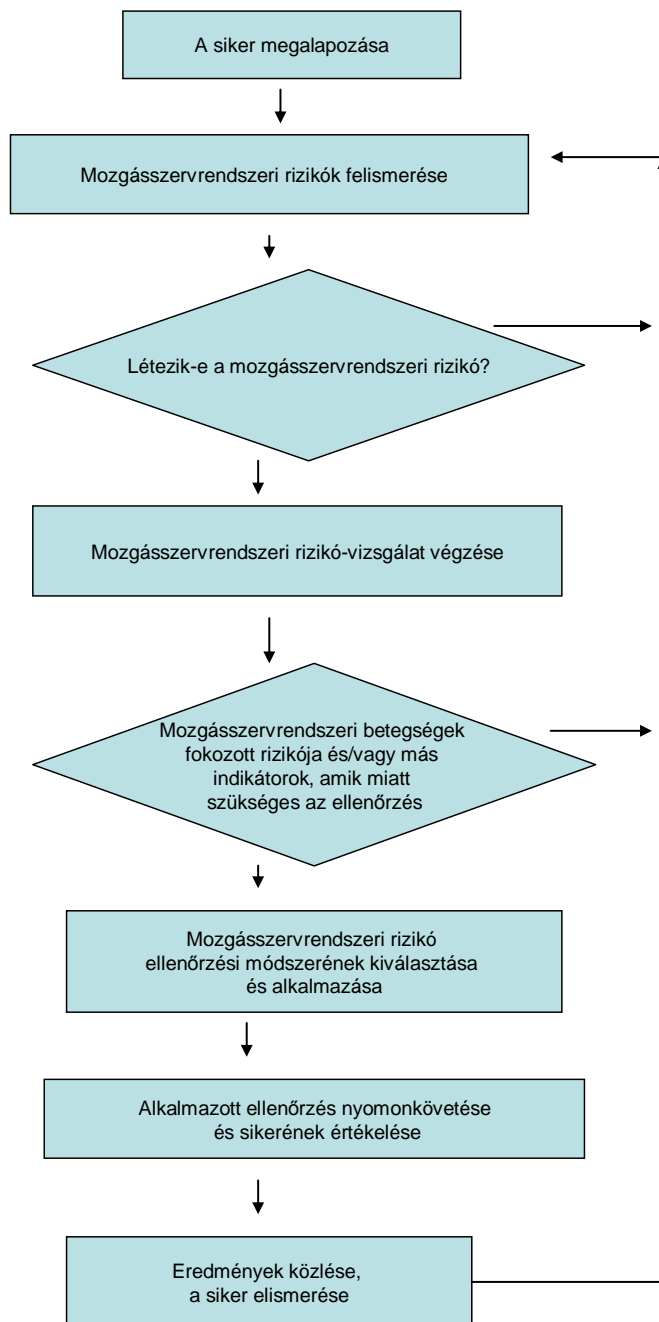 A siker megalapozása
Mozgásszervrendszeri rizikók felismerése
Létezik-e a mozgásszervrendszeri rizikó?
Mozgásszervrendszeri rizikó-vizsgálat végzése
Mozgásszervrendszeri betegségek
fokozott rizikója és/vagy más
indikátorok, amik miatt
szükséges az ellenőrzés
Mozgásszervrendszeri rizikó
ellenőrzési módszerének kiválasztása
és alkalmazása
Alkalmazott ellenőrzés nyomonkövetése
és sikerének értékelése
Eredmények közlése,
a siker elismerése